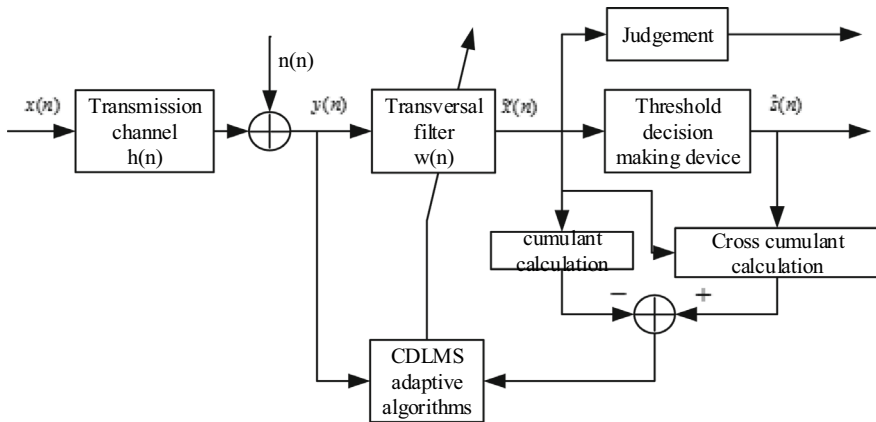 Judgement
n(n)
x(n)
Transmission
channel
h(n)
y(n)
Transversal
filter
w(n)
x̃(n)
Threshold
decision
making device
cumulant
calculation
Cross cumulant
calculation
−
+
CDLMS
adaptive
algorithms